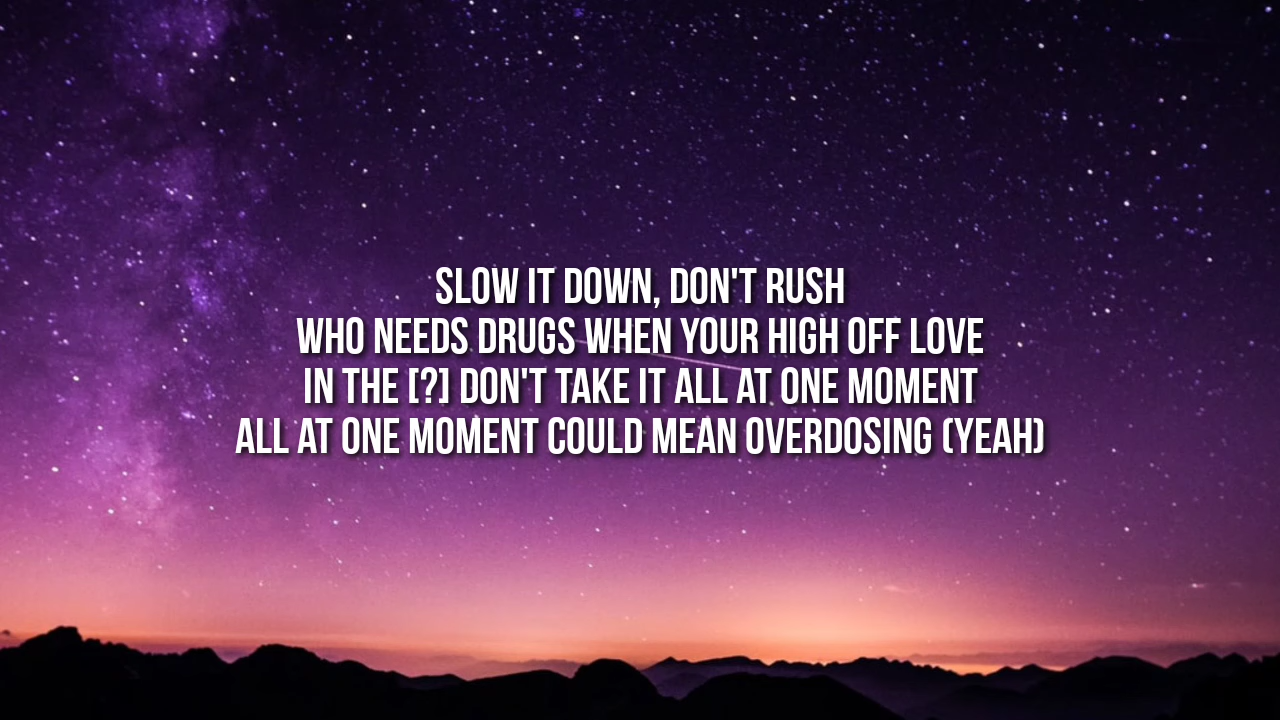 SLOW IT DOWN, DON'T RUSH
WHO NEEDS DRUGS WHEN YOUR HIGH OFF LOVE
IN THE [?] DON'T TAKE IT ALL AT ONE MOMENT
ALL AT ONE MOMENT COULD MEAN OVERDOSING (YEAH)